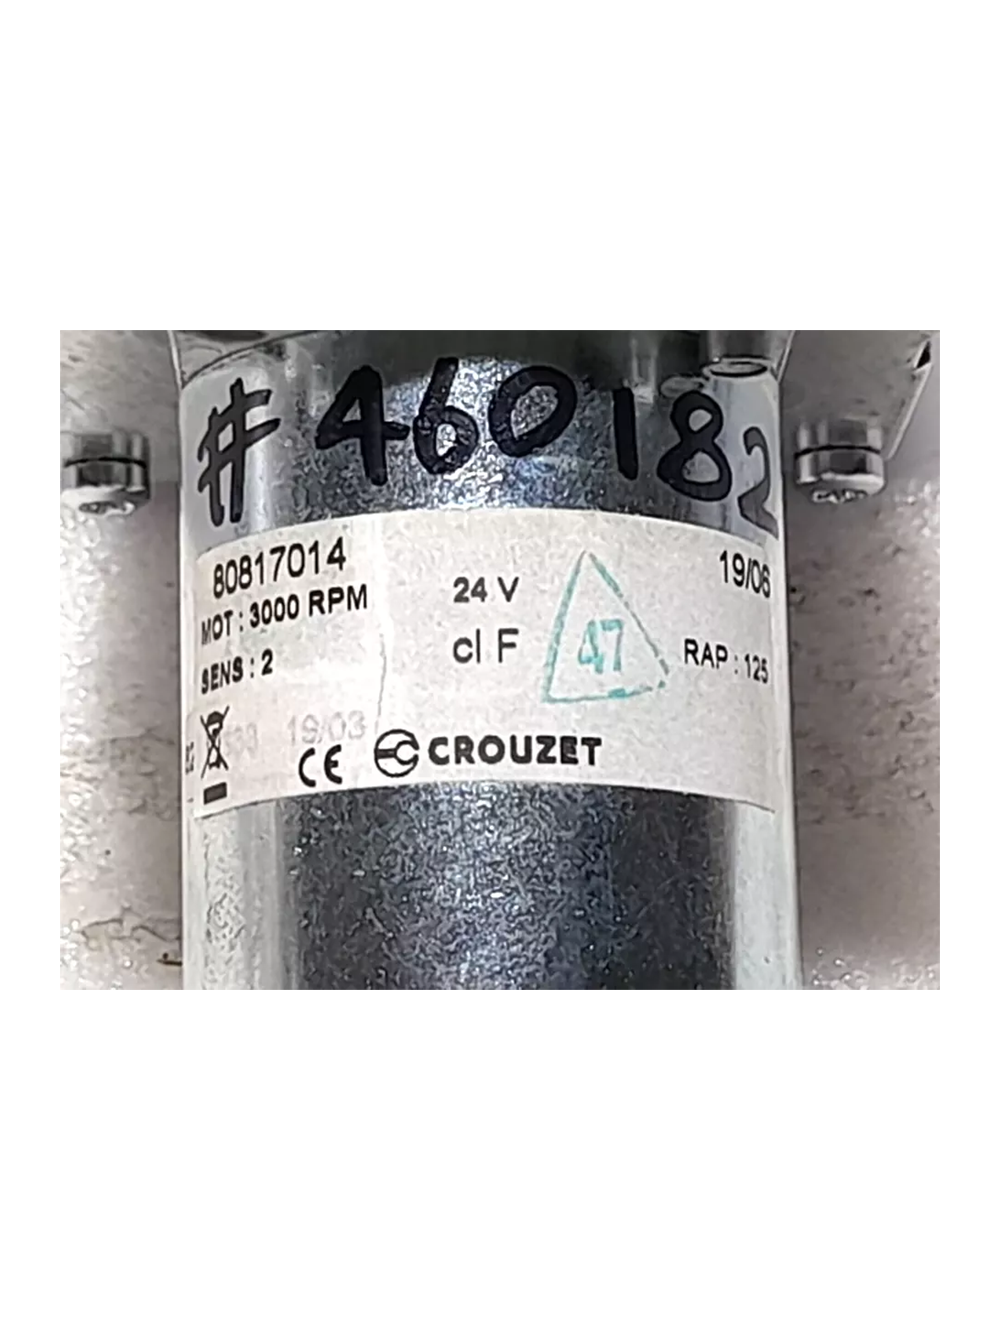 #460182
80817014
19/06
MOT : 3000 RPM
24 V
SENS : 2
cl F
47
RAP : 125
19/03
CE CROUZET